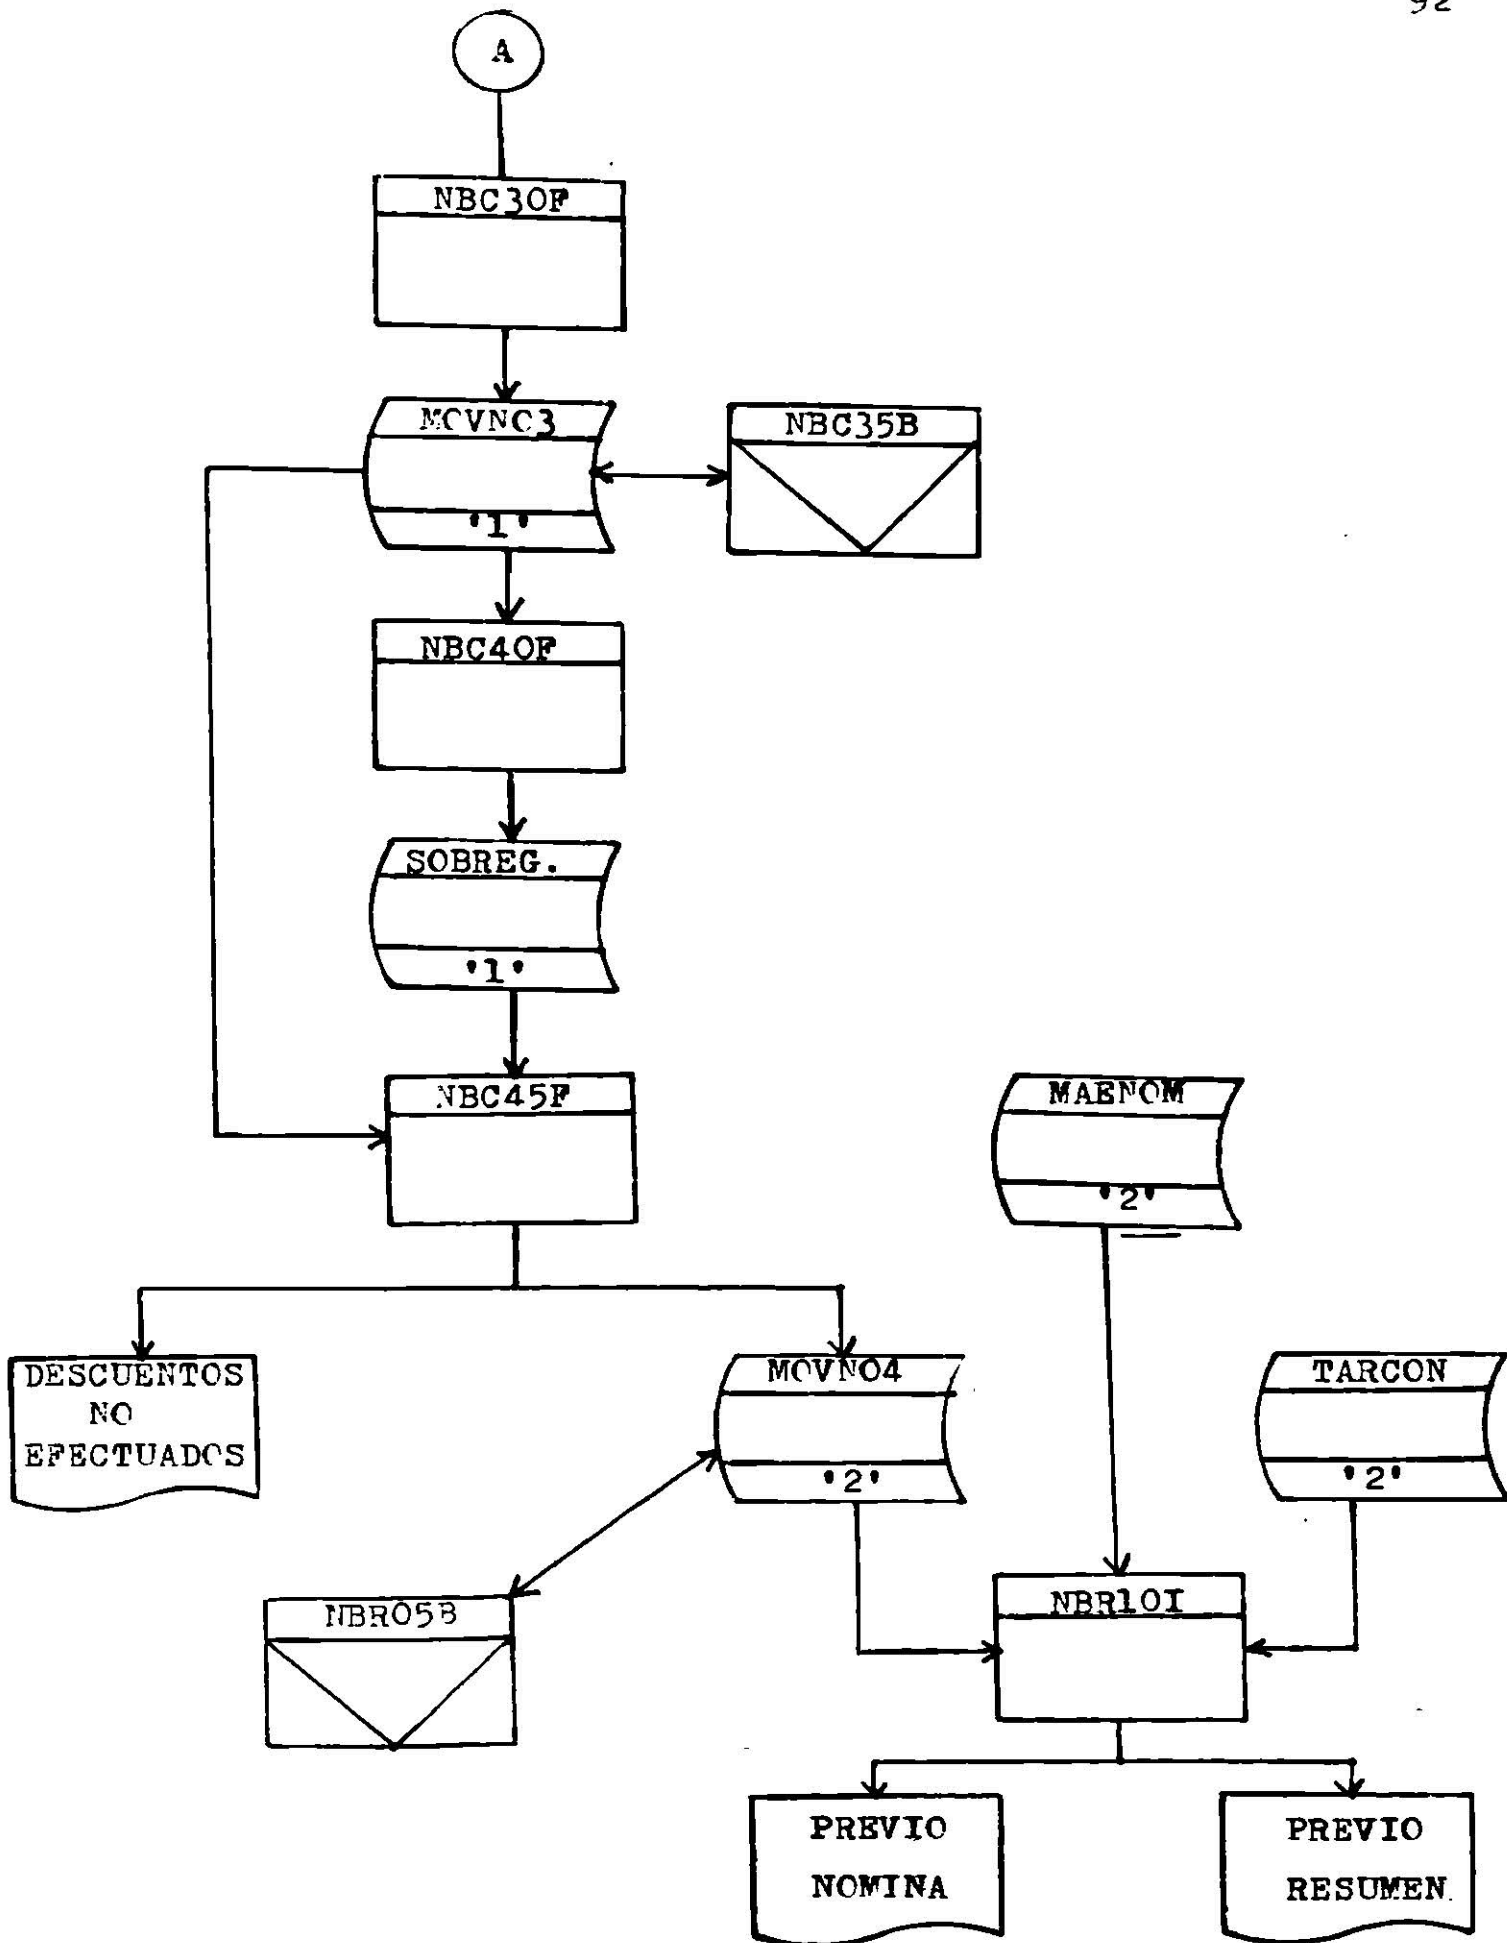 92
A
NBC30F
MOVNO3
NBC35B
'1'
NBC40F
SOBREG.
'1'
NBC45F
MAENOM
'2'
DESCUENTOS
NO
EFECTUADOS
MOVNO4
TARCON
'2'
'2'
NBR05B
NBR10I
PREVIO
NOMINA
PREVIO
RESUMEN.